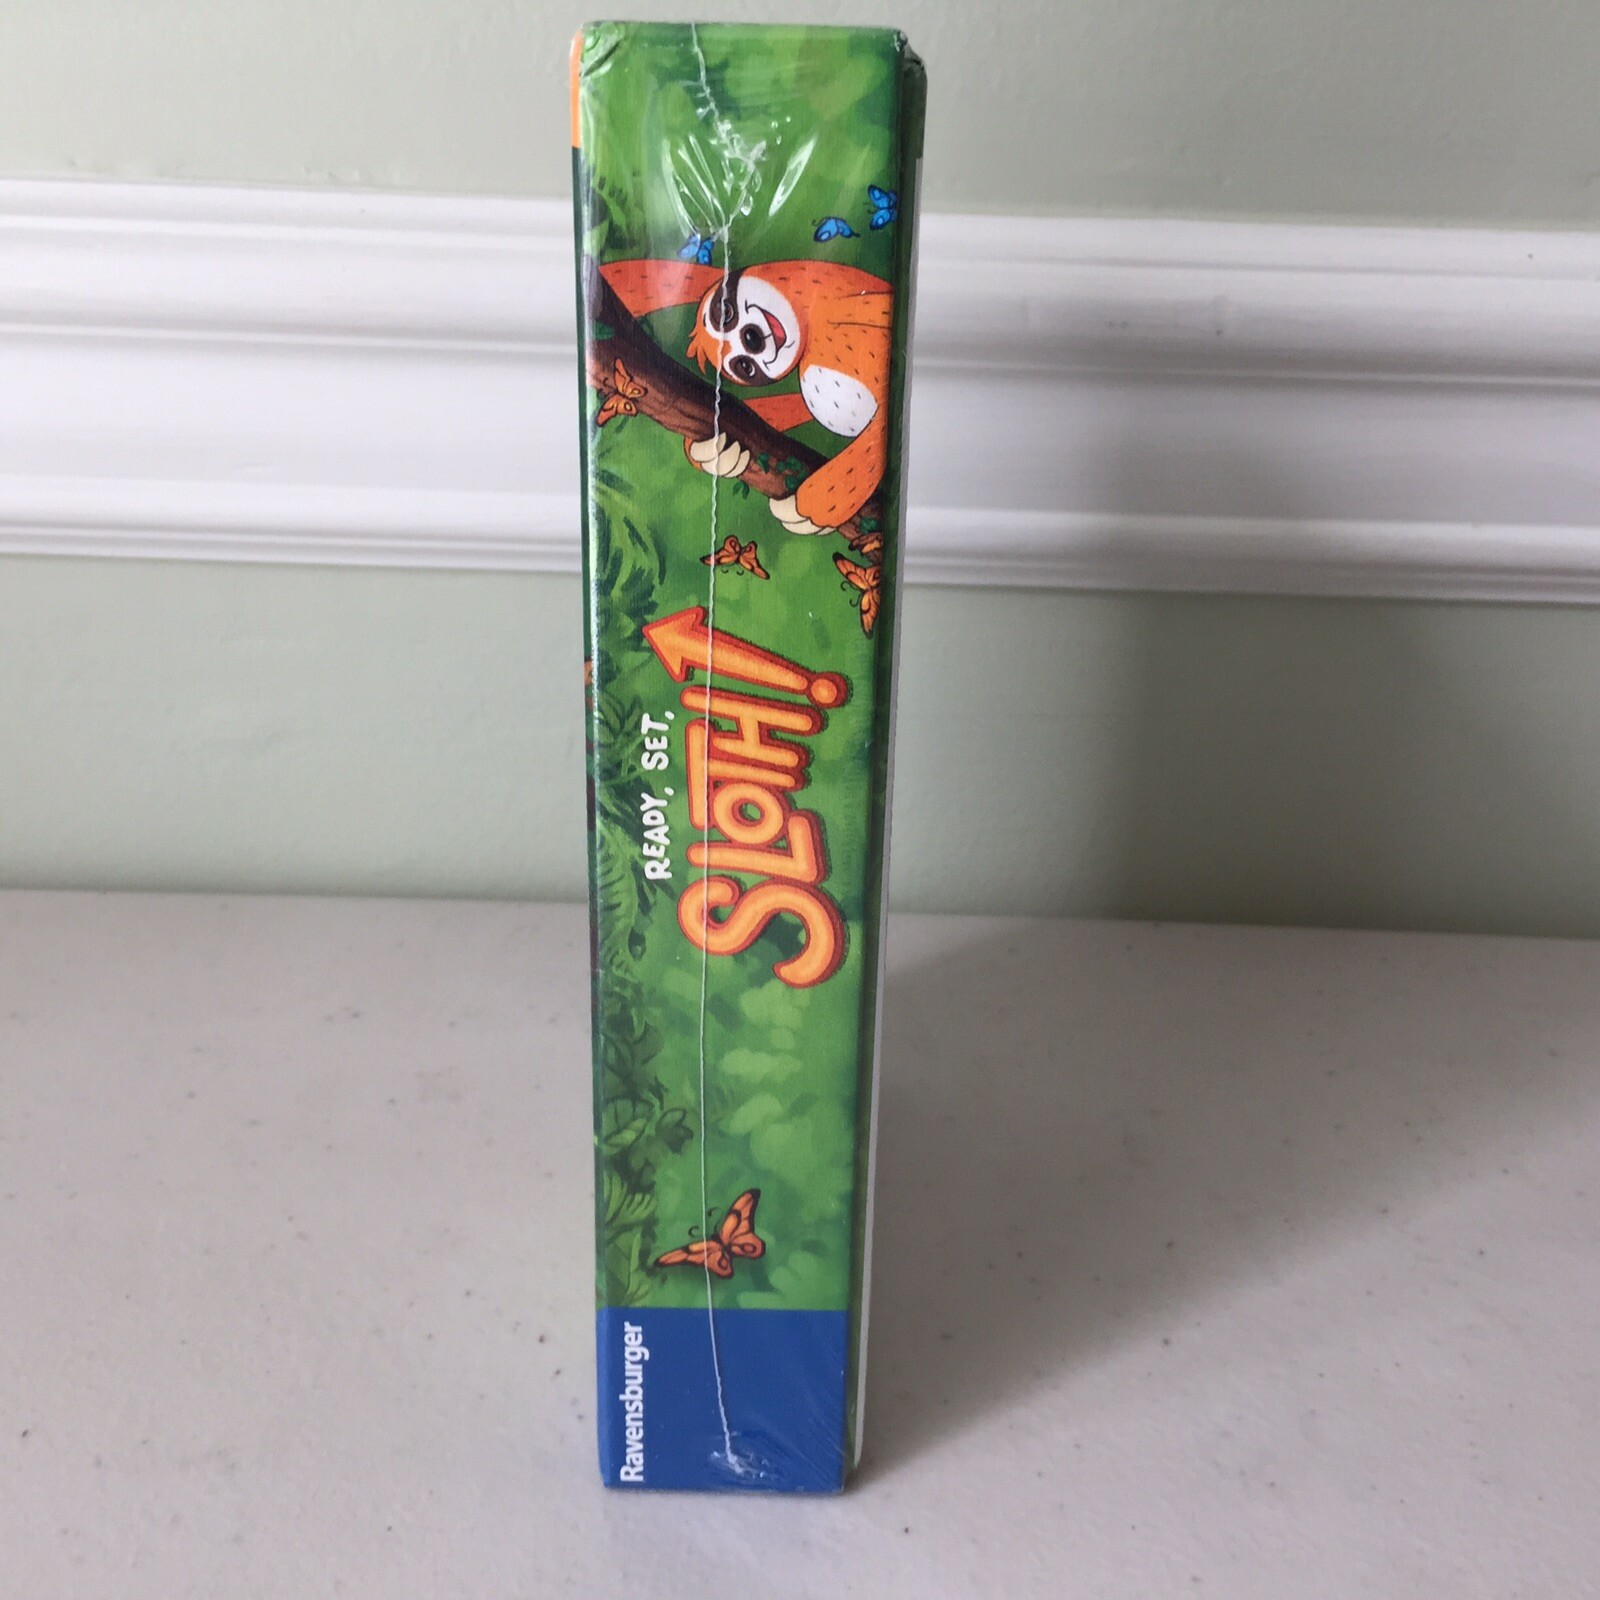 READY, SET,
SLOTH!
Ravensburger